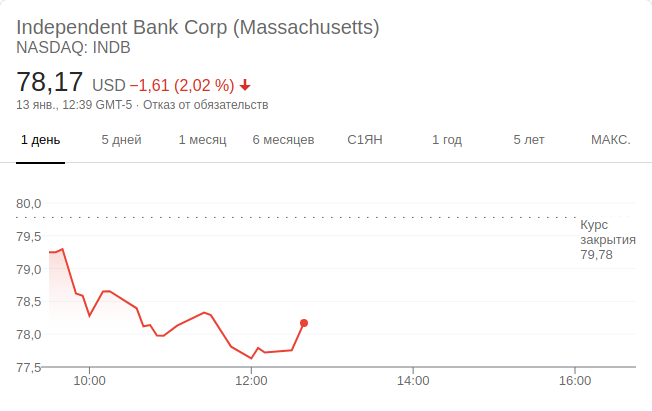 Independent Bank Corp (Massachusetts)
NASDAQ: INDB
78,17 USD −1,61 (2,02 %)
13 янв., 12:39 GMT-5 · Отказ от обязательств
1 день 5 дней 1 месяц 6 месяцев С1ЯН 1 год 5 лет МАКС.
80,0
79,5
79,0
78,5
78,0
77,5
Курс
закрытия
79,78
10:00 12:00 14:00 16:00